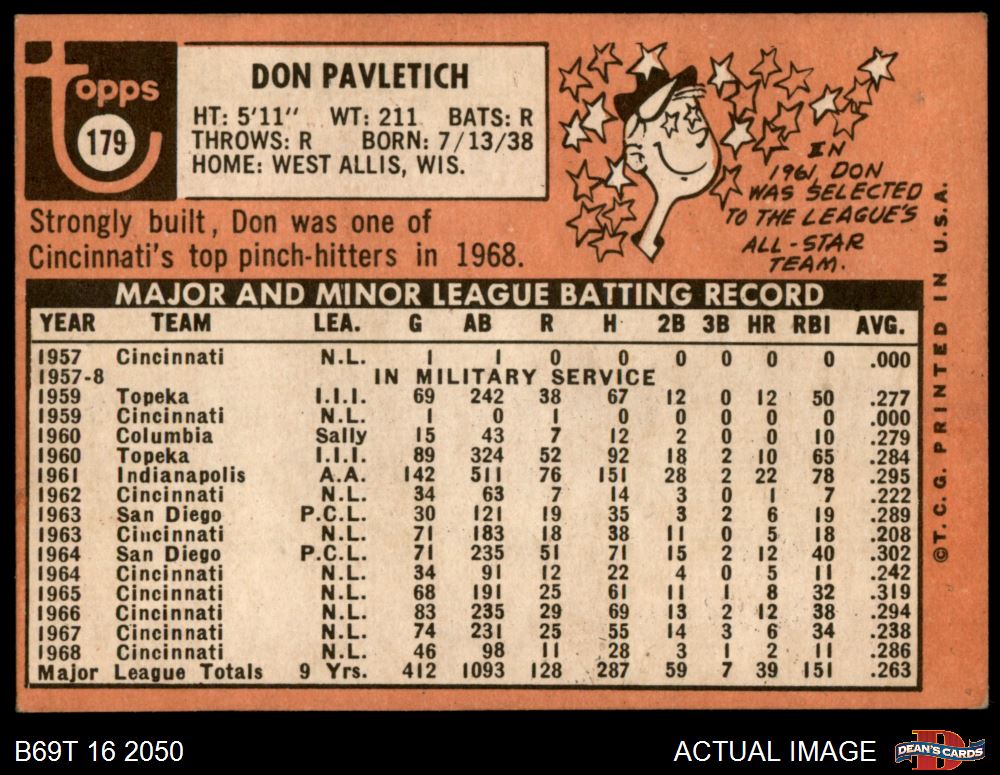 topps
179
DON PAVLETICH
HT: 5'11" WT: 211 BATS: R
THROWS: R BORN: 7/13/38
HOME: WEST ALLIS, WIS.
IN
1961, DON
WAS SELECTED
TO THE LEAGUE'S
ALL-STAR
TEAM.
Strongly built, Don was one of
Cincinnati's top pinch-hitters in 1968.
MAJOR AND MINOR LEAGUE BATTING RECORD
YEAR TEAM LEA. G AB R H 2B 3B HR RBI AVG.
1957 Cincinnati N.L. 1 1 0 0 0 0 0 0 .000
1957-8 IN MILITARY SERVICE
1959 Topeka I.I.I. 69 242 38 67 12 0 12 50 .277
1959 Cincinnati N.L. 1 0 1 0 0 0 0 0 .000
1960 Columbia Sally 15 43 7 12 2 0 0 10 .279
1960 Topeka I.I.I. 89 324 52 92 18 2 10 65 .284
1961 Indianapolis A.A. 142 511 76 151 28 2 22 78 .295
1962 Cincinnati N.L. 34 63 7 14 3 0 1 7 .222
1963 San Diego P.C.L. 30 121 19 35 3 2 6 19 .289
1963 Cincinnati N.L. 71 183 18 38 11 0 5 18 .208
1964 San Diego P.C.L. 71 235 51 71 15 2 12 40 .302
1964 Cincinnati N.L. 34 91 12 22 4 0 5 11 .242
1965 Cincinnati N.L. 68 191 25 61 11 1 8 32 .319
1966 Cincinnati N.L. 83 235 29 69 13 2 12 38 .294
1967 Cincinnati N.L. 74 231 25 55 14 3 6 34 .238
1968 Cincinnati N.L. 46 98 11 28 3 1 2 11 .286
Major League Totals 9 Yrs. 412 1093 128 287 59 7 39 151 .263
©T. C. G. PRINTED IN U.S.A.
B69T 16 2050
ACTUAL IMAGE
D
DEAN'S CARDS